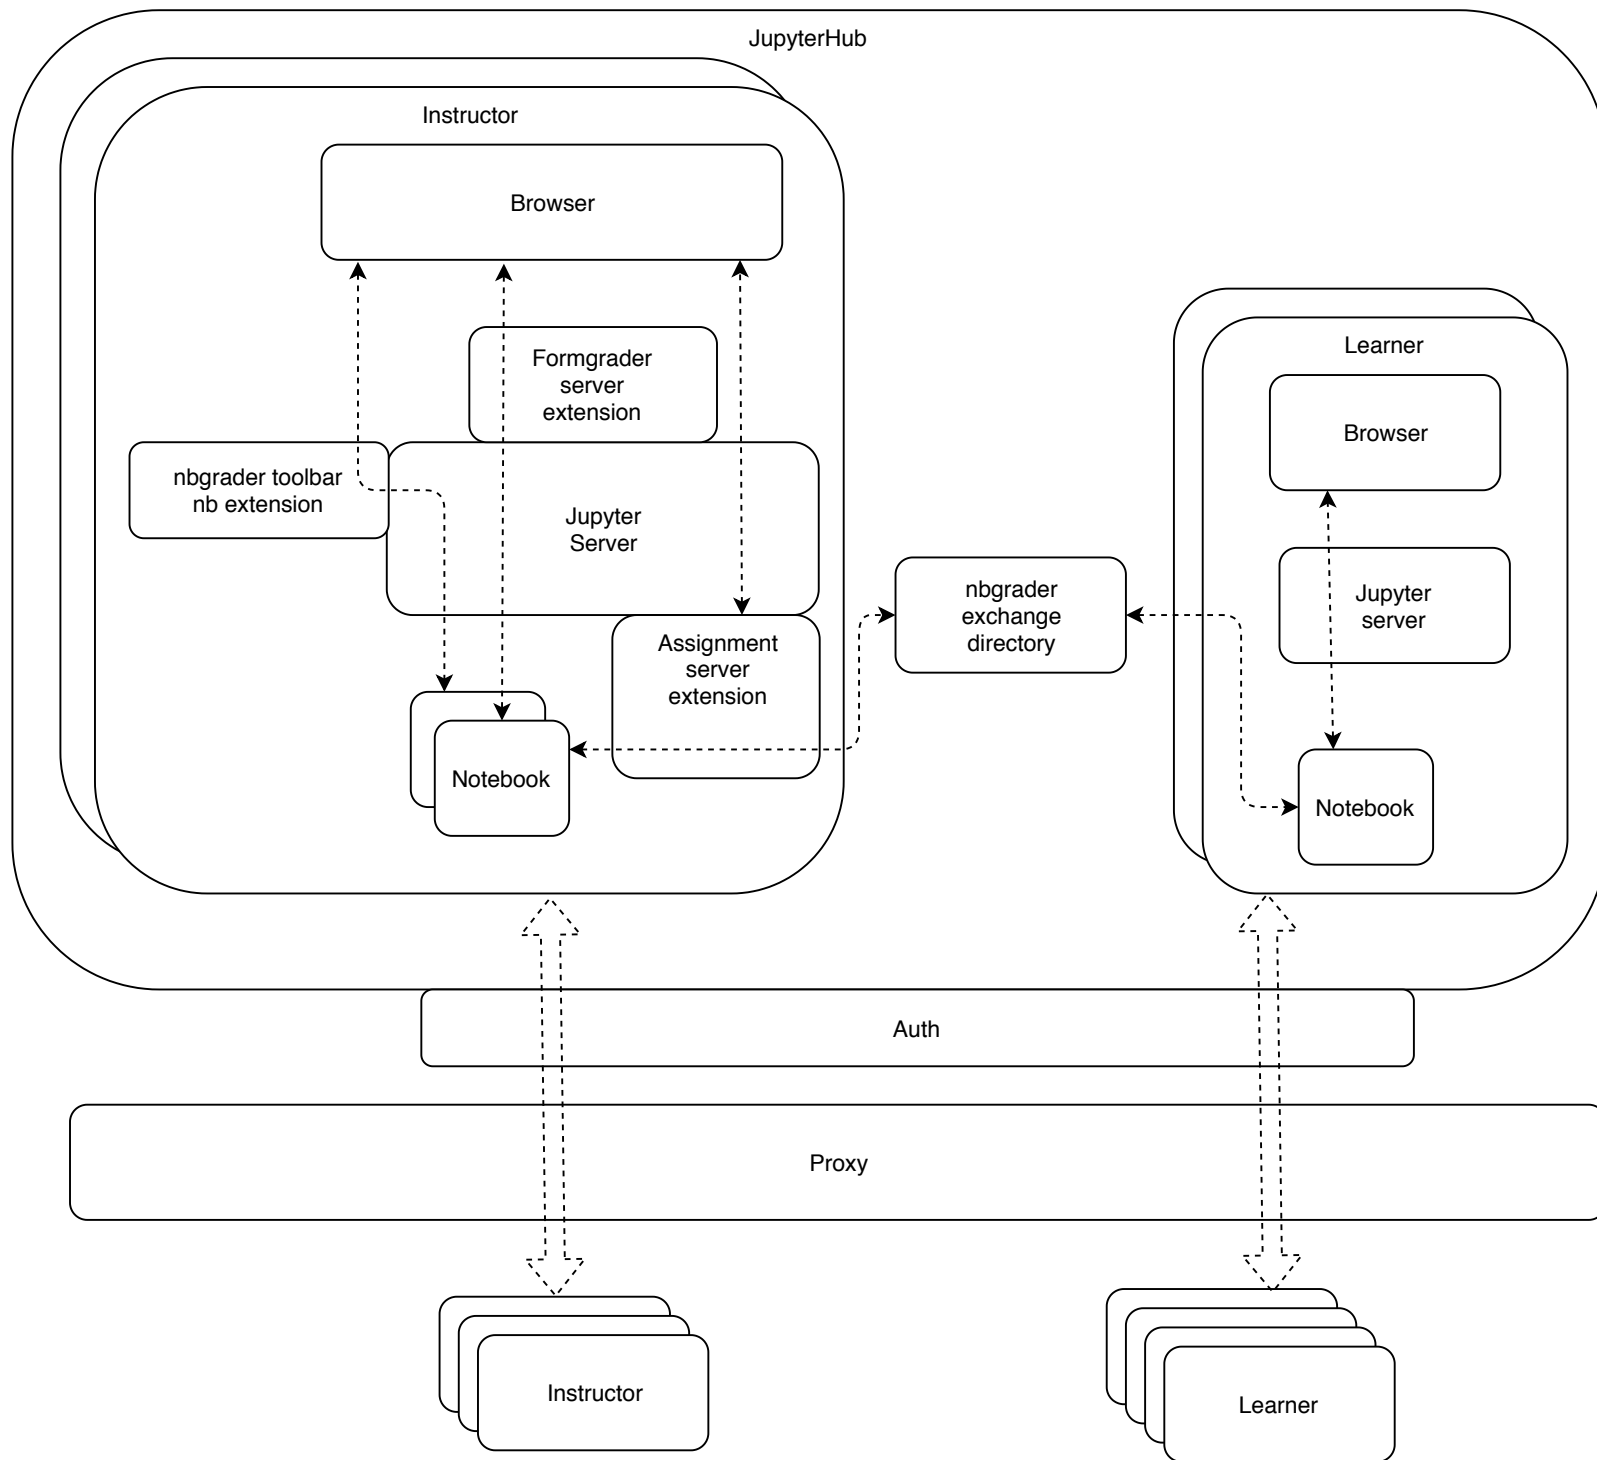 JupyterHub
Instructor
Browser
Formgrader
server
extension
nbgrader toolbar
nb extension
Jupyter
Server
Assignment
server
extension
Notebook
nbgrader
exchange
directory
Learner
Browser
Jupyter
server
Notebook
Auth
Proxy
Instructor
Learner